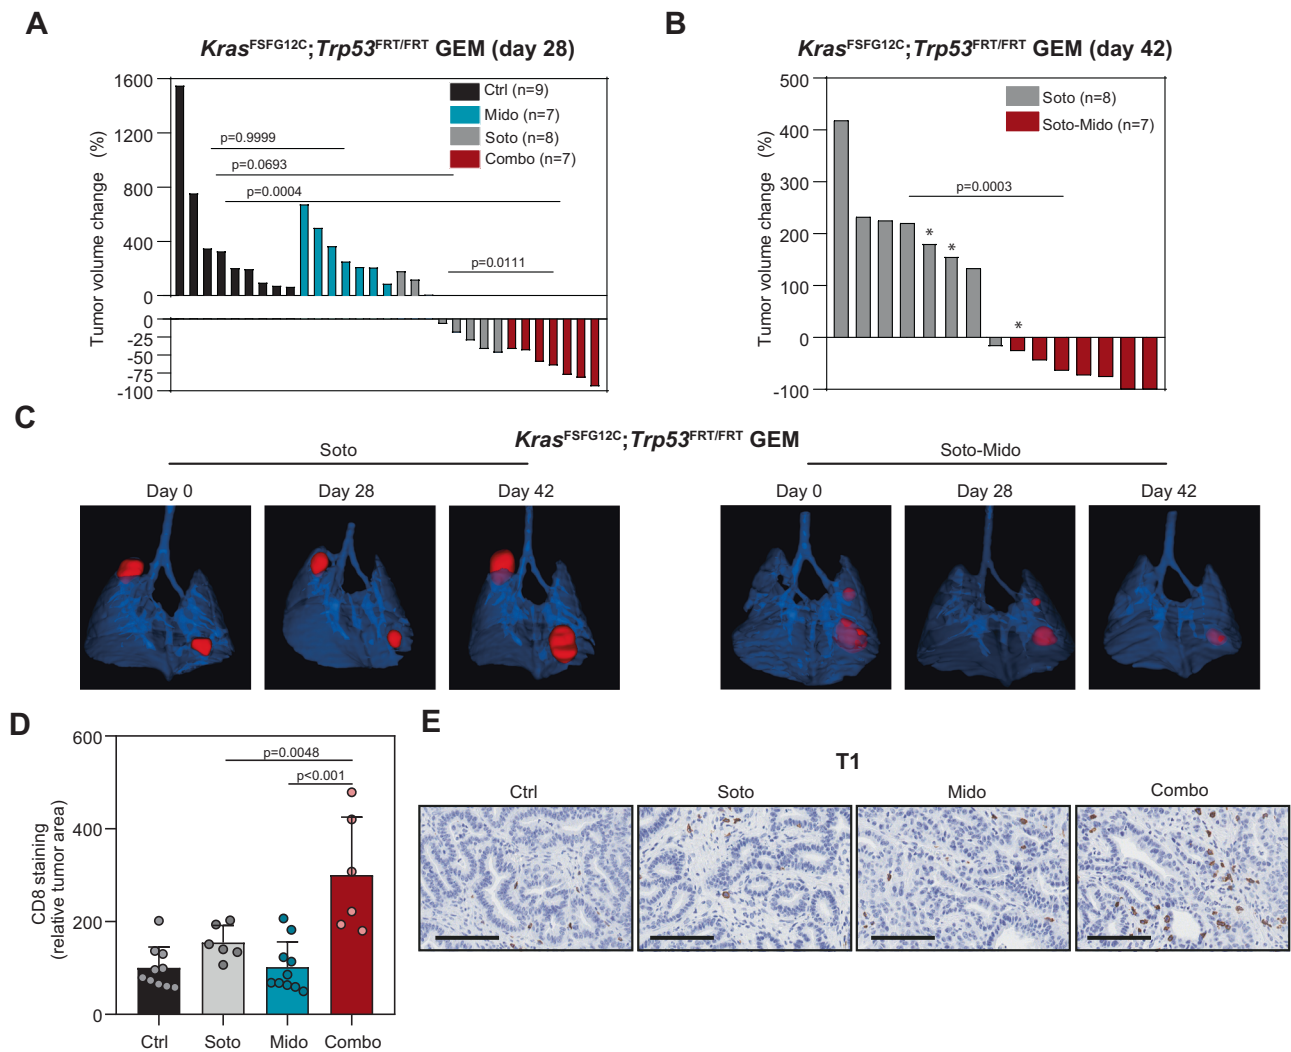 A
Kras^FSFG12C;Trp53^FRT/FRT GEM (day 28)
Tumor volume change (%)
1600
1200
800
400
0
0
-25
-50
-75
-100
Ctrl (n=9)
Mido (n=7)
Soto (n=8)
Combo (n=7)
p=0.9999
p=0.0693
p=0.0004
p=0.0111
B
Kras^FSFG12C;Trp53^FRT/FRT GEM (day 42)
Tumor volume change (%)
500
400
300
200
100
0
-100
Soto (n=8)
Soto-Mido (n=7)
p=0.0003
*
*
*
C
Kras^FSFG12C;Trp53^FRT/FRT GEM
Soto
Soto-Mido
Day 0
Day 28
Day 42
Day 0
Day 28
Day 42
D
CD8 staining
(relative tumor area)
600
400
200
0
p=0.0048
p<0.001
Ctrl
Soto
Mido
Combo
E
T1
Ctrl
Soto
Mido
Combo